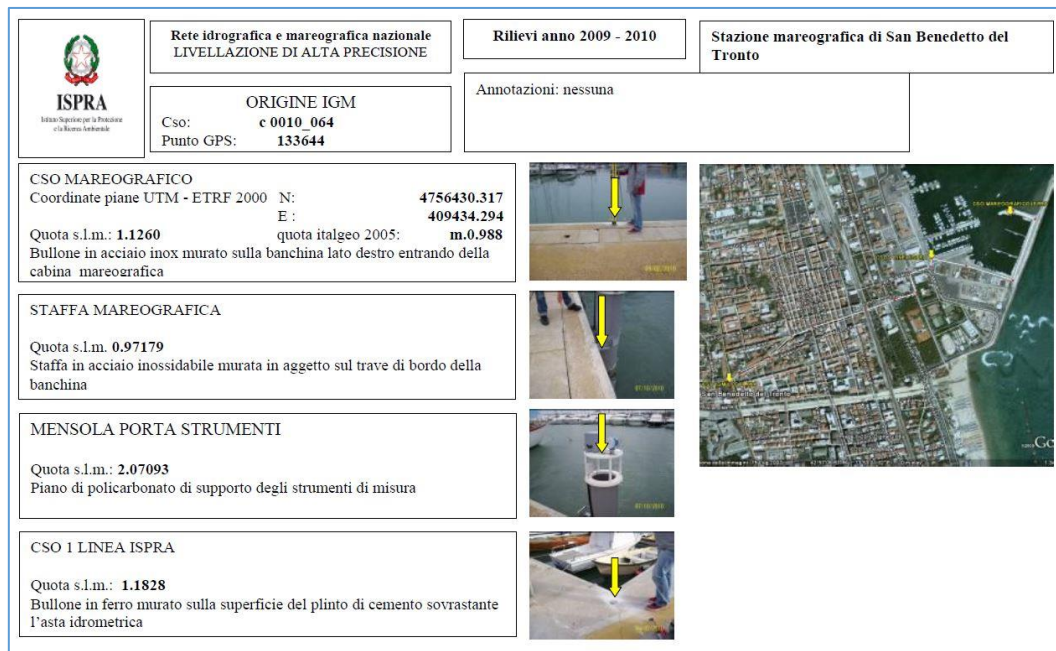 ISPRA
Istituto Superiore per la Protezione
e la Ricerca Ambientale
Rete idrografica e mareografica nazionale
LIVELLAZIONE DI ALTA PRECISIONE
Rilievi anno 2009 - 2010
Stazione mareografica di San Benedetto del
Tronto
ORIGINE IGM
Cso: c 0010_064
Punto GPS: 133644
Annotazioni: nessuna
CSO MAREOGRAFICO
Coordinate piane UTM - ETRF 2000 N: 4756430.317
E : 409434.294
Quota s.l.m.: 1.1260 quota italgeo 2005: m.0.988
Bullone in acciaio inox murato sulla banchina lato destro entrando della
cabina mareografica
STAFFA MAREOGRAFICA
Quota s.l.m. 0.97179
Staffa in acciaio inossidabile murata in aggetto sul trave di bordo della
banchina
07/10/2010
MENSOLA PORTA STRUMENTI
Quota s.l.m.: 2.07093
Piano di policarbonato di supporto degli strumenti di misura
07/10/2010
CSO 1 LINEA ISPRA
Quota s.l.m.: 1.1828
Bullone in ferro murato sulla superficie del plinto di cemento sovrastante
l'asta idrometrica
San Benedetto del Tronto